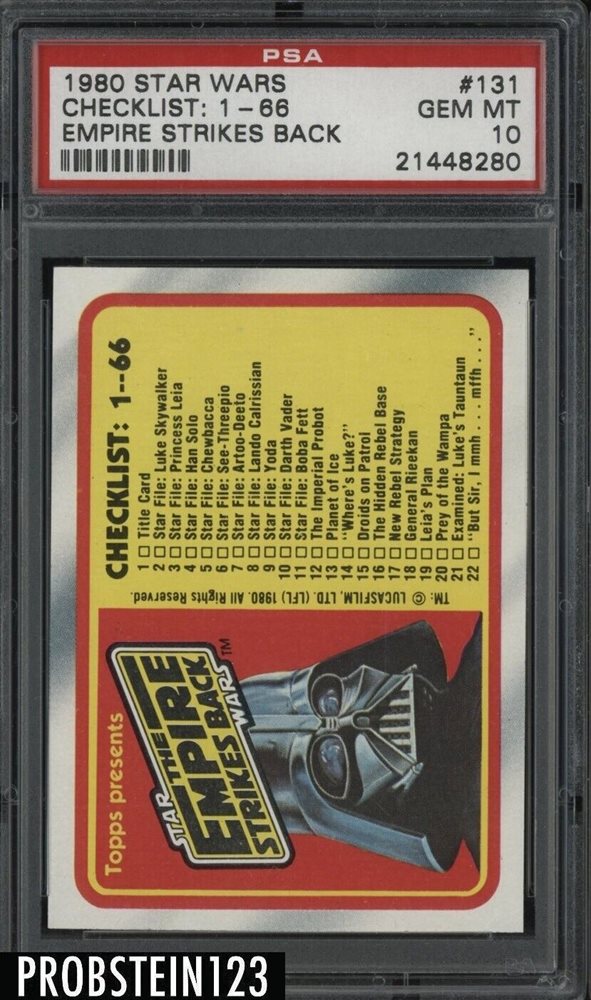 PSA
1980 STAR WARS #131
CHECKLIST: 1-66 GEM MT
EMPIRE STRIKES BACK 10
21448280
Topps presents
STAR THE
EMPIRE
STRIKES BACK
WARS TM
CHECKLIST: 1--66
1 Title Card
2 Star File: Luke Skywalker
3 Star File: Princess Leia
4 Star File: Han Solo
5 Star File: Chewbacca
6 Star File: See-Threepio
7 Star File: Artoo-Deeto
8 Star File: Lando Calrissian
9 Star File: Yoda
10 Star File: Darth Vader
11 Star File: Boba Fett
12 The Imperial Probot
13 Planet of Ice
14 "Where's Luke?"
15 Droids on Patrol
16 The Hidden Rebel Base
17 New Rebel Strategy
18 General Rieekan
19 Leia's Plan
20 Prey of the Wampa
21 Examined: Luke's Tauntaun
22 "But Sir, I mmh . . . mffh . . ."
TM: © LUCASFILM, LTD. (LFL) 1980. All Rights Reserved.
PROBSTEIN123